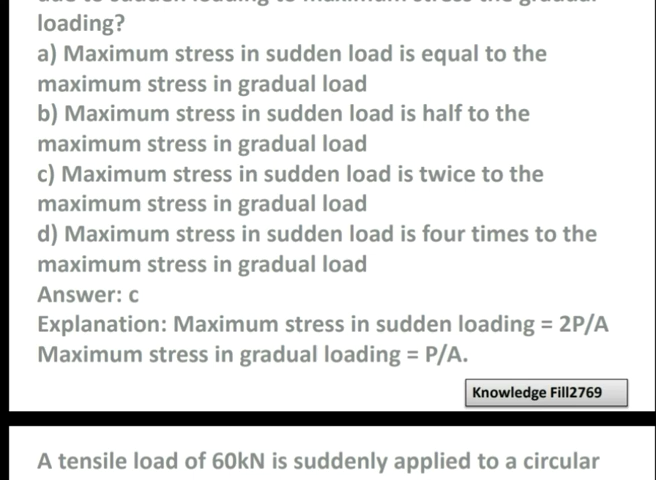 loading?
a) Maximum stress in sudden load is equal to the
maximum stress in gradual load
b) Maximum stress in sudden load is half to the
maximum stress in gradual load
c) Maximum stress in sudden load is twice to the
maximum stress in gradual load
d) Maximum stress in sudden load is four times to the
maximum stress in gradual load
Answer: c
Explanation: Maximum stress in sudden loading = 2P/A
Maximum stress in gradual loading = P/A.
Knowledge Fill2769
A tensile load of 60kN is suddenly applied to a circular